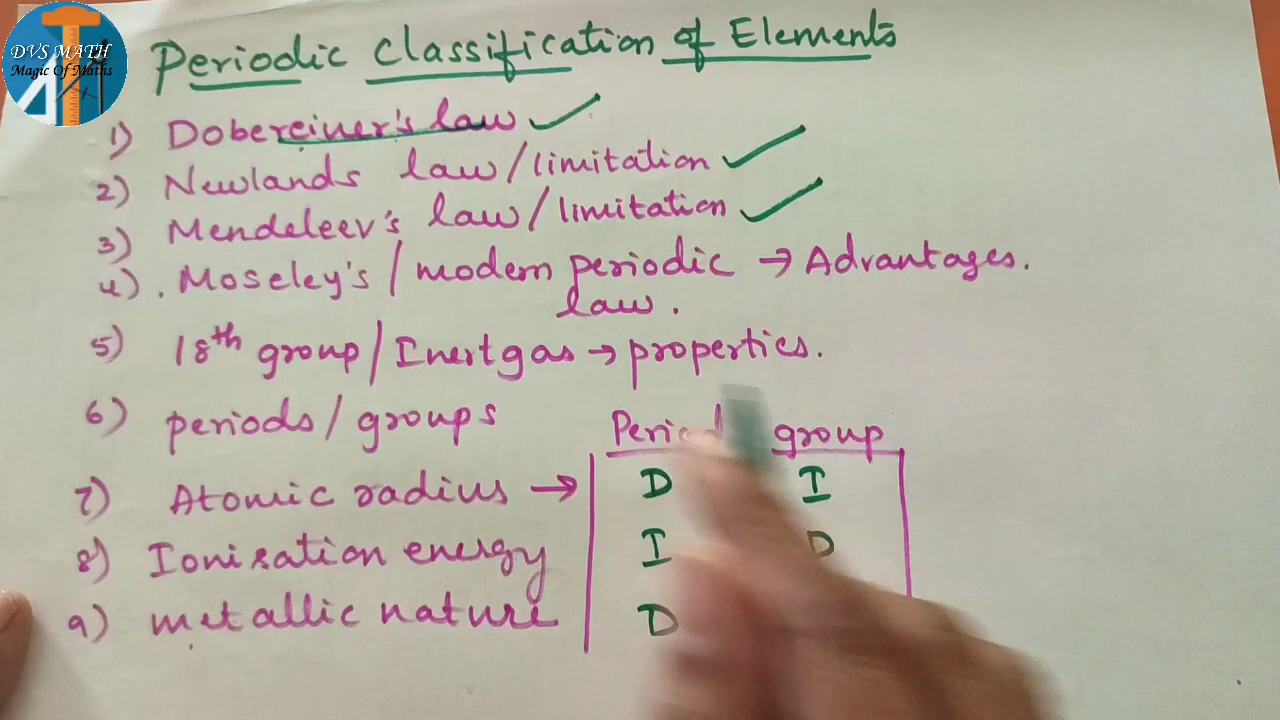 DVS MATH
Magic Of Maths
Periodic Classification of Elements
1) Dobereiner's law ✓
2) Newlands law/limitation ✓
3) Mendeleev's law/limitation ✓
4). Moseley's/modern periodic → Advantages.
law.
5) 18th group/Inertgas → properties.
6) periods/groups
Period group
7) Atomic radius → D I
8) Ionisation energy I D
9) metallic nature D